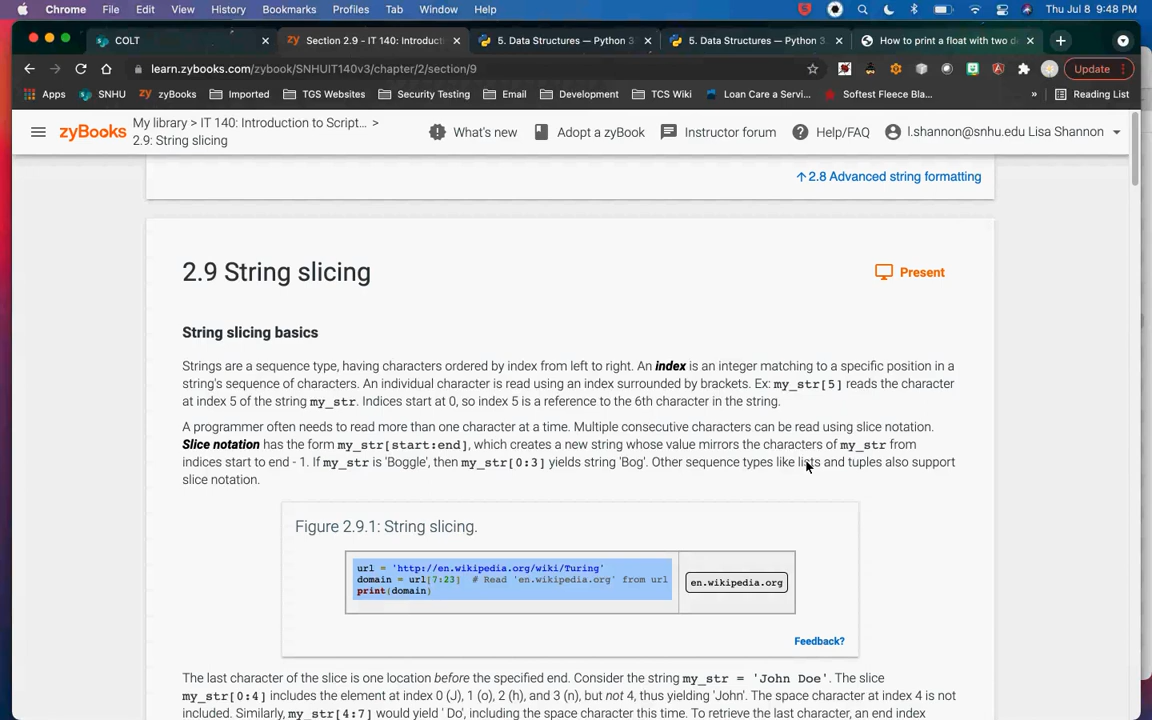 Chrome File Edit View History Bookmarks Profiles Tab Window Help Thu Jul 8 9:48 PM
COLT Section 2.9 - IT 140: Introduct 5. Data Structures — Python 3 5. Data Structures — Python 3 How to print a float with two d
learn.zybooks.com/zybook/SNHUIT140v3/chapter/2/section/9 Update
Apps SNHU zyBooks Imported TGS Websites Security Testing Email Development TCS Wiki Loan Care a Servi... Softest Fleece Bla... » Reading List
zyBooks My library > IT 140: Introduction to Script... > What's new Adopt a zyBook Instructor forum Help/FAQ l.shannon@snhu.edu Lisa Shannon
2.9: String slicing
↑ 2.8 Advanced string formatting
2.9 String slicing Present
String slicing basics
Strings are a sequence type, having characters ordered by index from left to right. An index is an integer matching to a specific position in a
string's sequence of characters. An individual character is read using an index surrounded by brackets. Ex: my_str[5] reads the character
at index 5 of the string my_str. Indices start at 0, so index 5 is a reference to the 6th character in the string.
A programmer often needs to read more than one character at a time. Multiple consecutive characters can be read using slice notation.
Slice notation has the form my_str[start:end], which creates a new string whose value mirrors the characters of my_str from
indices start to end - 1. If my_str is 'Boggle', then my_str[0:3] yields string 'Bog'. Other sequence types like lists and tuples also support
slice notation.
Figure 2.9.1: String slicing.
url = 'http://en.wikipedia.org/wiki/Turing'
domain = url[7:23] # Read 'en.wikipedia.org' from url
print(domain)
en.wikipedia.org
Feedback?
The last character of the slice is one location before the specified end. Consider the string my_str = 'John Doe'. The slice
my_str[0:4] includes the element at index 0 (J), 1 (o), 2 (h), and 3 (n), but not 4, thus yielding 'John'. The space character at index 4 is not
included. Similarly, my_str[4:7] would yield ' Do', including the space character this time. To retrieve the last character, an end index